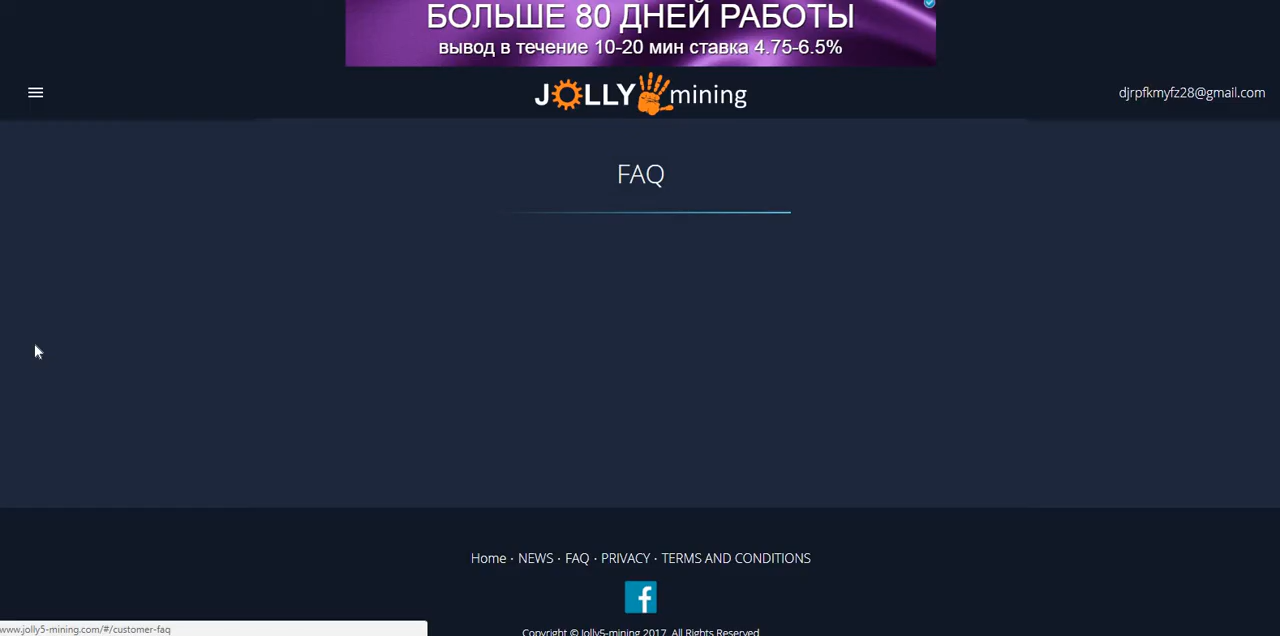 БОЛЬШЕ 80 ДНЕЙ РАБОТЫ
вывод в течение 10-20 мин ставка 4.75-6.5%
JOLLY mining
djrpfkmyfz28@gmail.com
FAQ
Home · NEWS · FAQ · PRIVACY · TERMS AND CONDITIONS
f
www.jolly5-mining.com/#/customer-faq
Copyright © Jolly5-mining 2017. All Rights Reserved